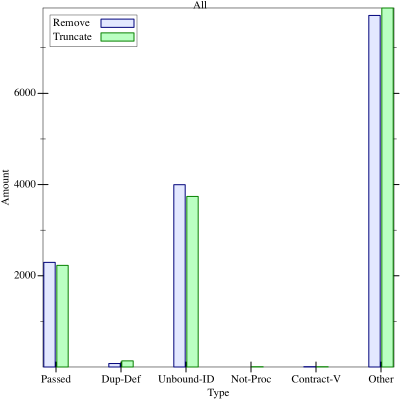 All
Remove
Truncate
6000
4000
2000
Amount
Passed Dup-Def Unbound-ID Not-Proc Contract-V Other
Type